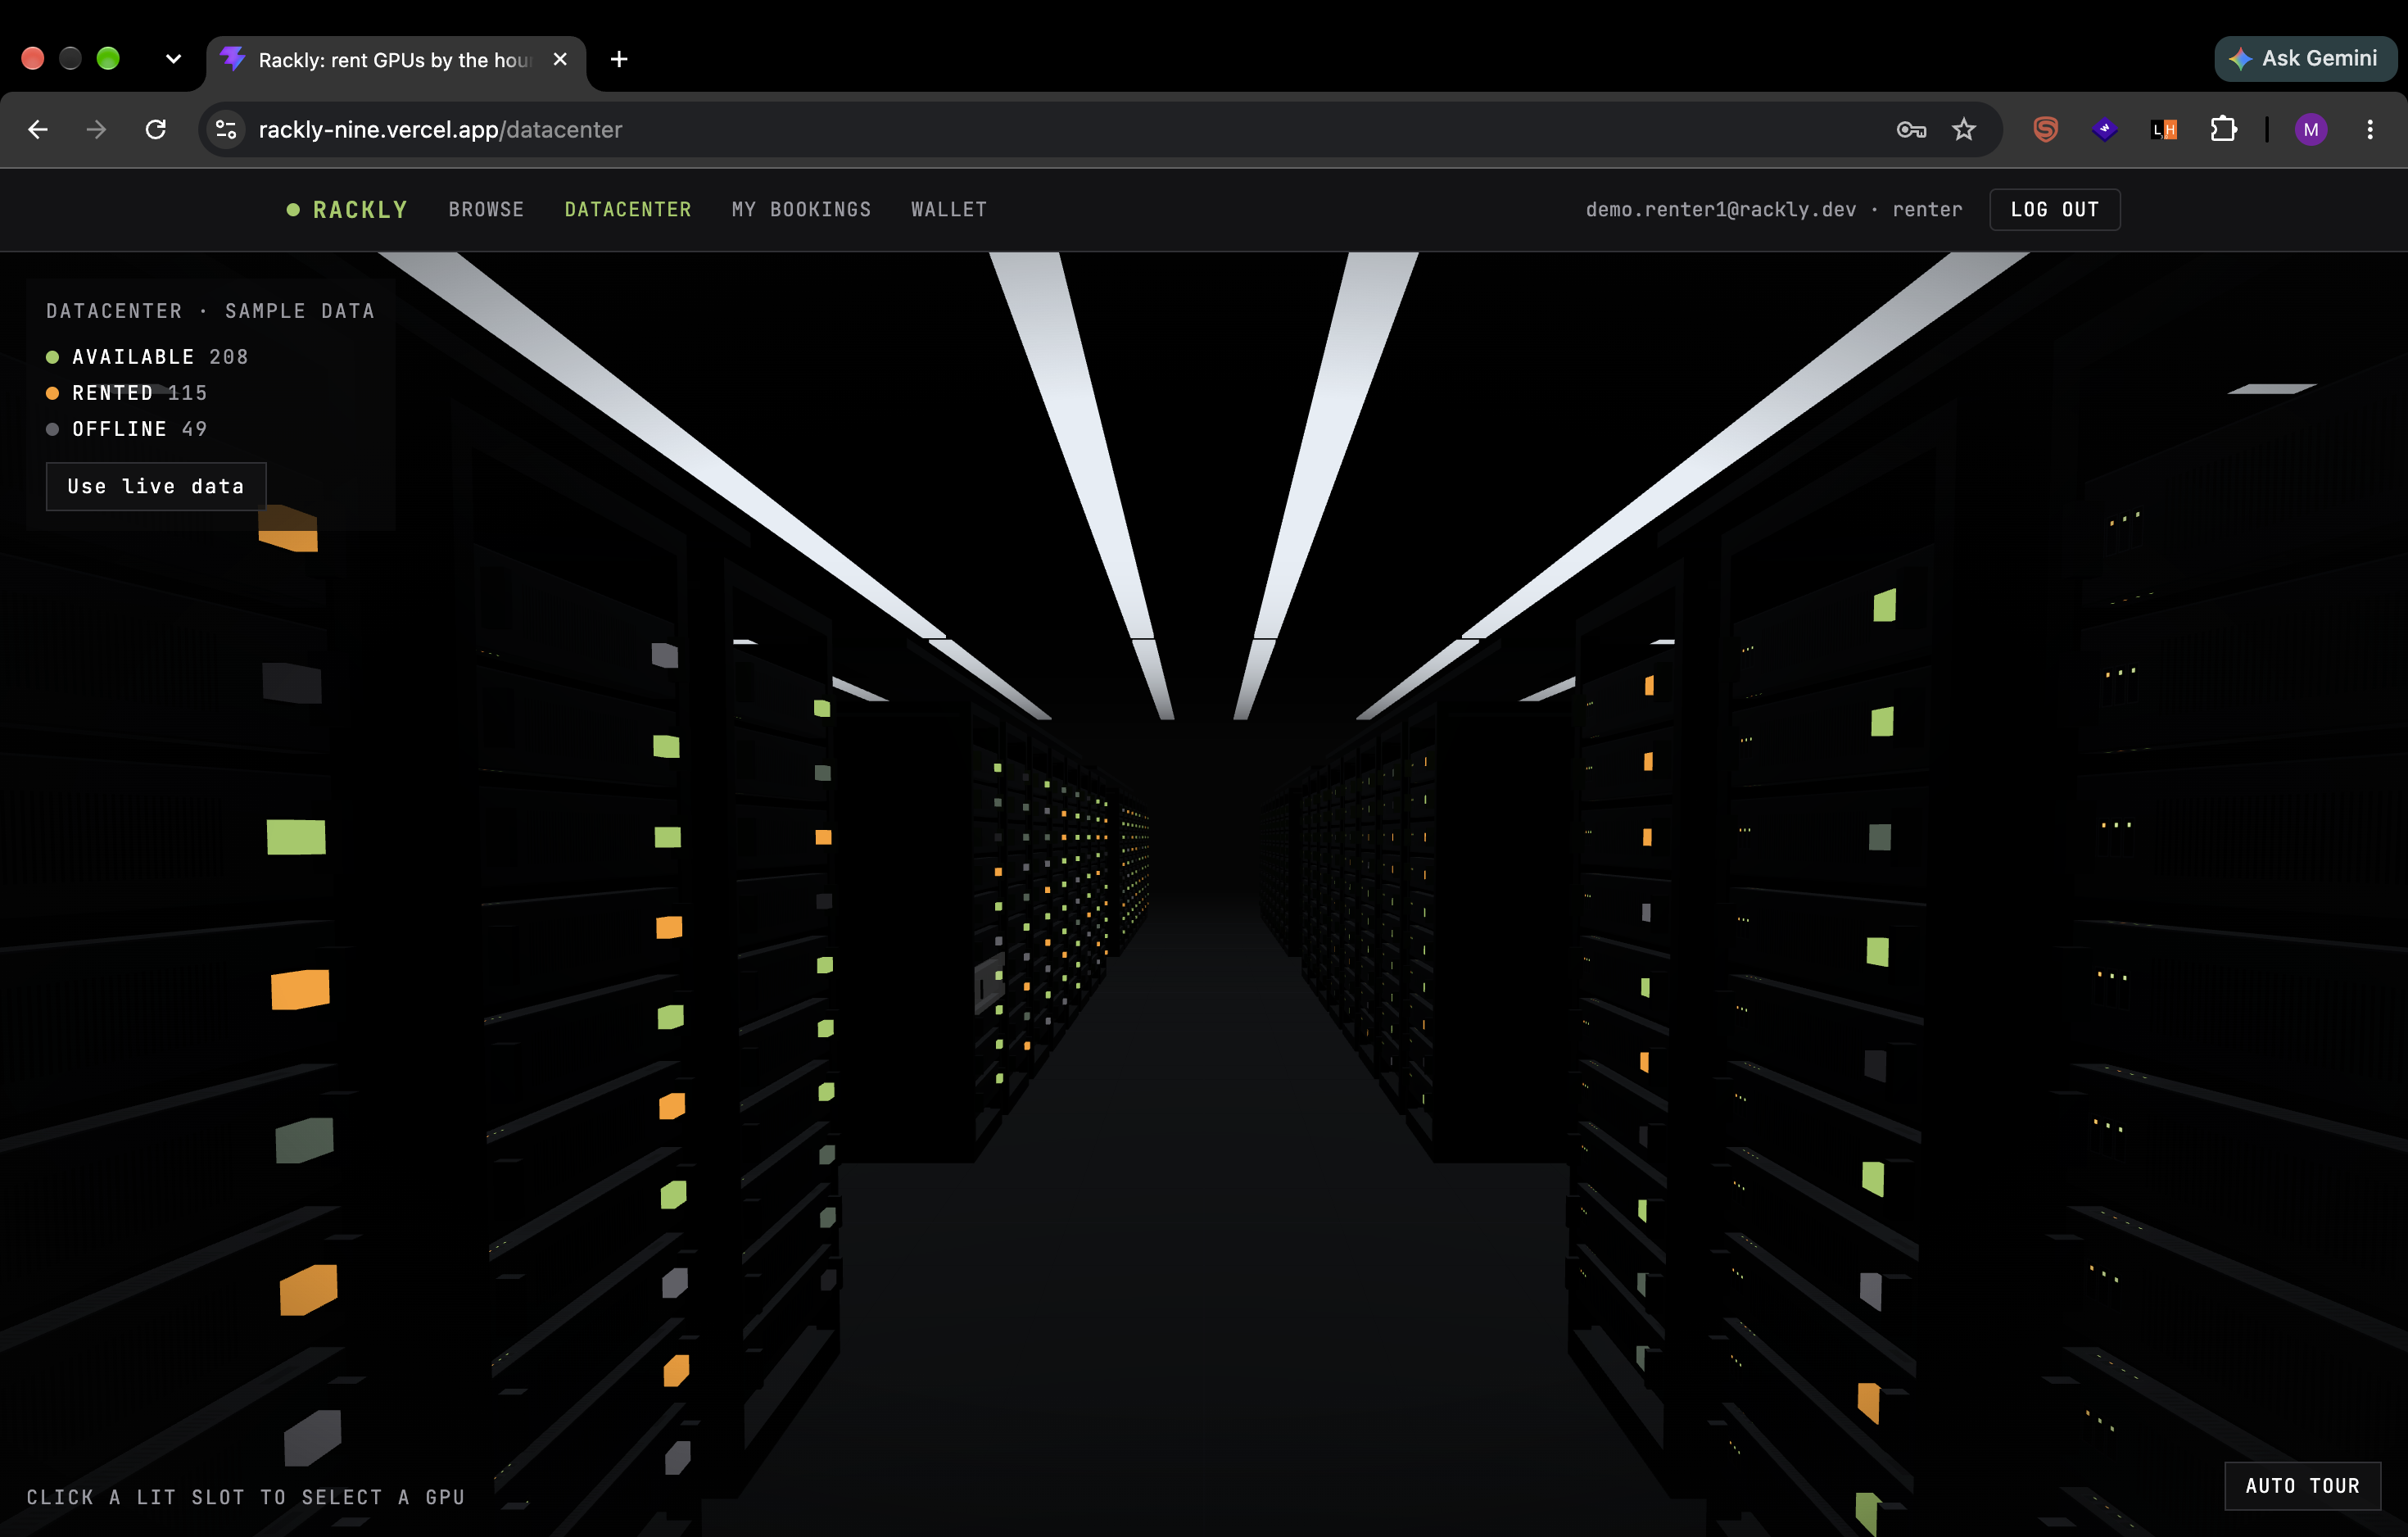 Rackly: rent GPUs by the hou
Ask Gemini
rackly-nine.vercel.app/datacenter
L H
M
RACKLY
BROWSE
DATACENTER
MY BOOKINGS
WALLET
demo.renter1@rackly.dev · renter
LOG OUT
DATACENTER · SAMPLE DATA
AVAILABLE 208
RENTED 115
OFFLINE 49
Use live data
CLICK A LIT SLOT TO SELECT A GPU
AUTO TOUR